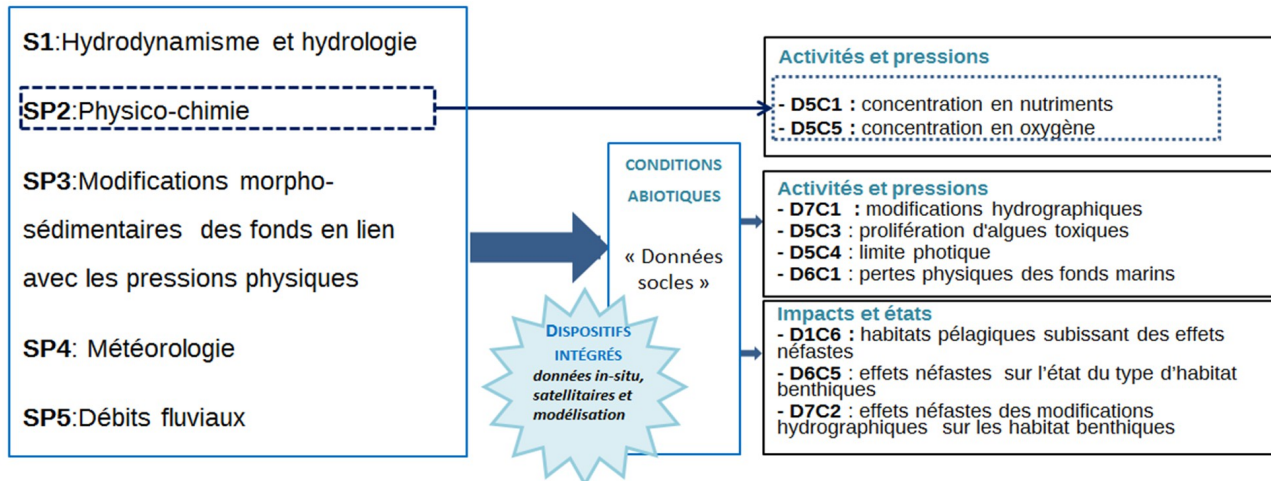 S1:Hydrodynamisme et hydrologie
SP2:Physico-chimie
SP3:Modifications morpho-
sédimentaires des fonds en lien
avec les pressions physiques
SP4: Météorologie
SP5:Débits fluviaux
CONDITIONS
ABIOTIQUES
« Données
socles »
DISPOSITIFS
INTÉGRÉS
données in-situ,
satellitaires et
modélisation
Activités et pressions
- D5C1 : concentration en nutriments
- D5C5 : concentration en oxygène
Activités et pressions
- D7C1 : modifications hydrographiques
- D5C3 : prolifération d'algues toxiques
- D5C4 : limite photique
- D6C1 : pertes physiques des fonds marins
Impacts et états
- D1C6 : habitats pélagiques subissant des effets
néfastes
- D6C5 : effets néfastes sur l’état du type d’habitat
benthiques
- D7C2 : effets néfastes des modifications
hydrographiques sur les habitat benthiques